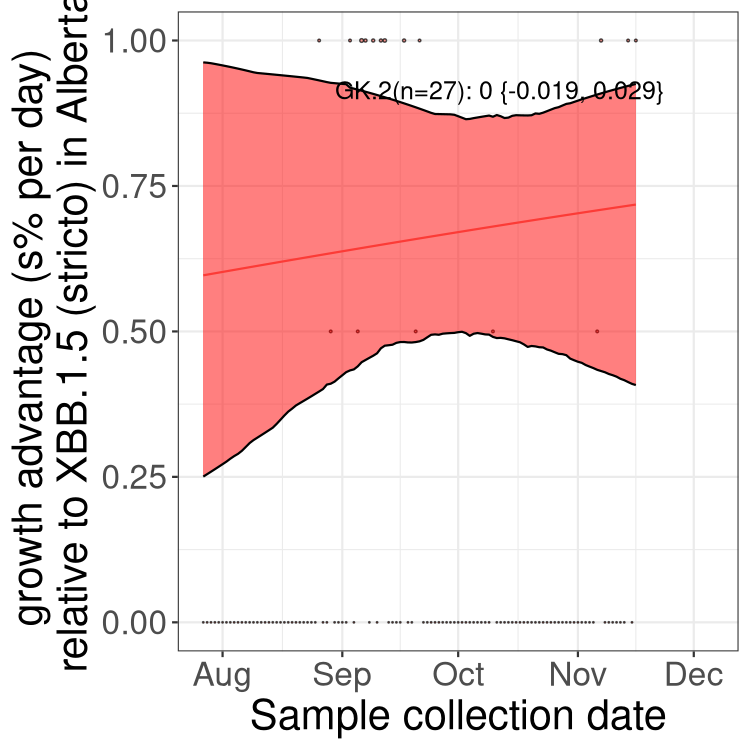 growth advantage (s% per day)
relative to XBB.1.5 (stricto) in Alberta
1.00
0.75
0.50
0.25
0.00
GK.2(n=27): 0 {-0.019, 0.029}
Aug Sep Oct Nov Dec
Sample collection date